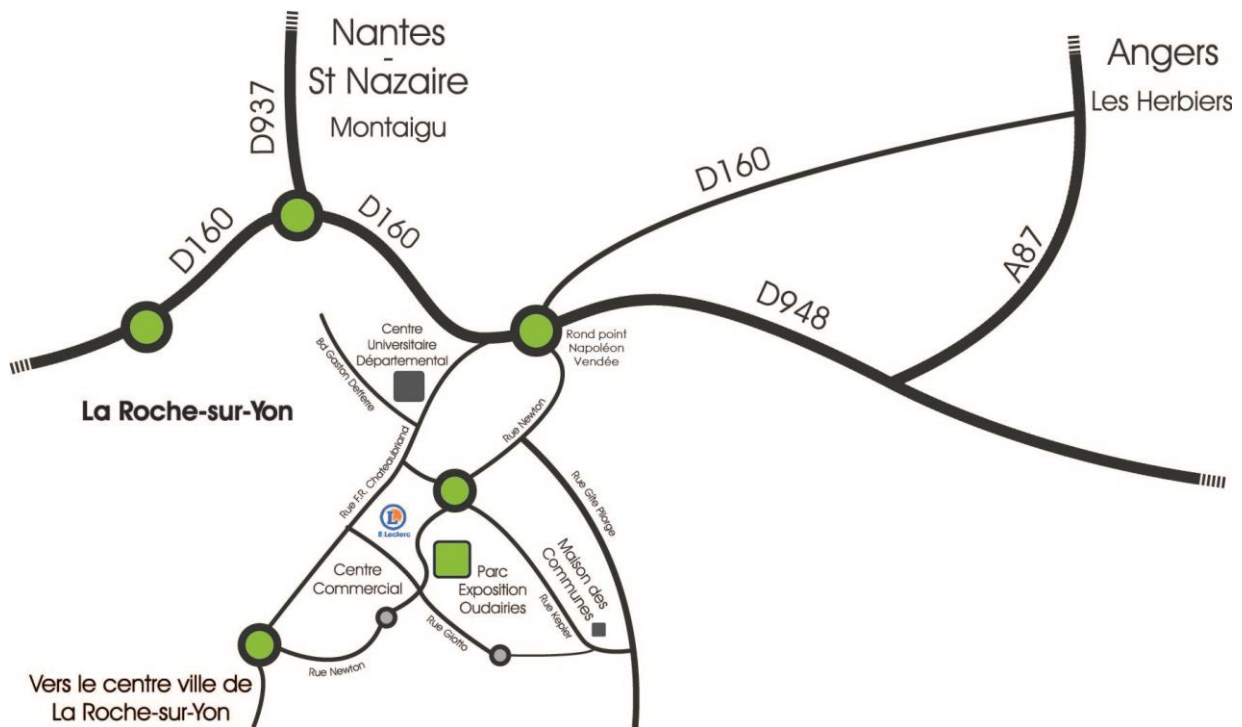 Nantes
-
St Nazaire
Montaigu
D937
Angers
Les Herbiers
D160
D160
D160
A87
D948
Rond point
Napoléon
Vendée
Centre
Universitaire
Départemental
Bd Gaston Defferre
La Roche-sur-Yon
Rue Newton
Rue F.R. Chateaubriand
Rue Gîte Pilorge
L
E.Leclerc
Centre
Commercial
Parc
Exposition
Oudairies
Maison des
Communes
Rue Kepler
Rue Giotto
Rue Newton
Vers le centre ville de
La Roche-sur-Yon